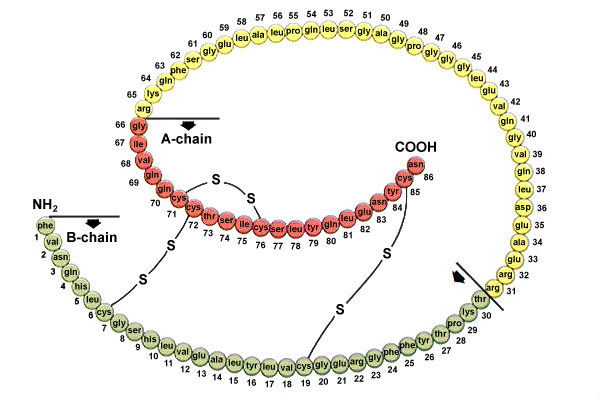 NH2
phe 1
val 2
asn 3
gln 4
his 5
leu 6
cys 7
gly 8
ser 9
his 10
leu 11
val 12
glu 13
ala 14
leu 15
tyr 16
leu 17
val 18
cys 19
gly 20
glu 21
arg 22
gly 23
phe 24
phe 25
tyr 26
thr 27
pro 28
lys 29
thr 30
arg 31
arg 32
glu 33
ala 34
glu 35
asp 36
leu 37
gln 38
val 39
gly 40
gln 41
val 42
glu 43
leu 44
gly 45
gly 46
gly 47
pro 48
gly 49
ala 50
gly 51
ser 52
leu 53
gln 54
pro 55
leu 56
ala 57
leu 58
glu 59
gly 60
ser 61
phe 62
gln 63
lys 64
arg 65
gly 66
ile 67
val 68
gln 69
gln 70
cys 71
cys 72
thr 73
ser 74
ile 75
cys 76
ser 77
leu 78
tyr 79
gln 80
leu 81
glu 82
asn 83
tyr 84
cys 85
asn 86
COOH
A-chain
B-chain
S
S
S
S
S
S